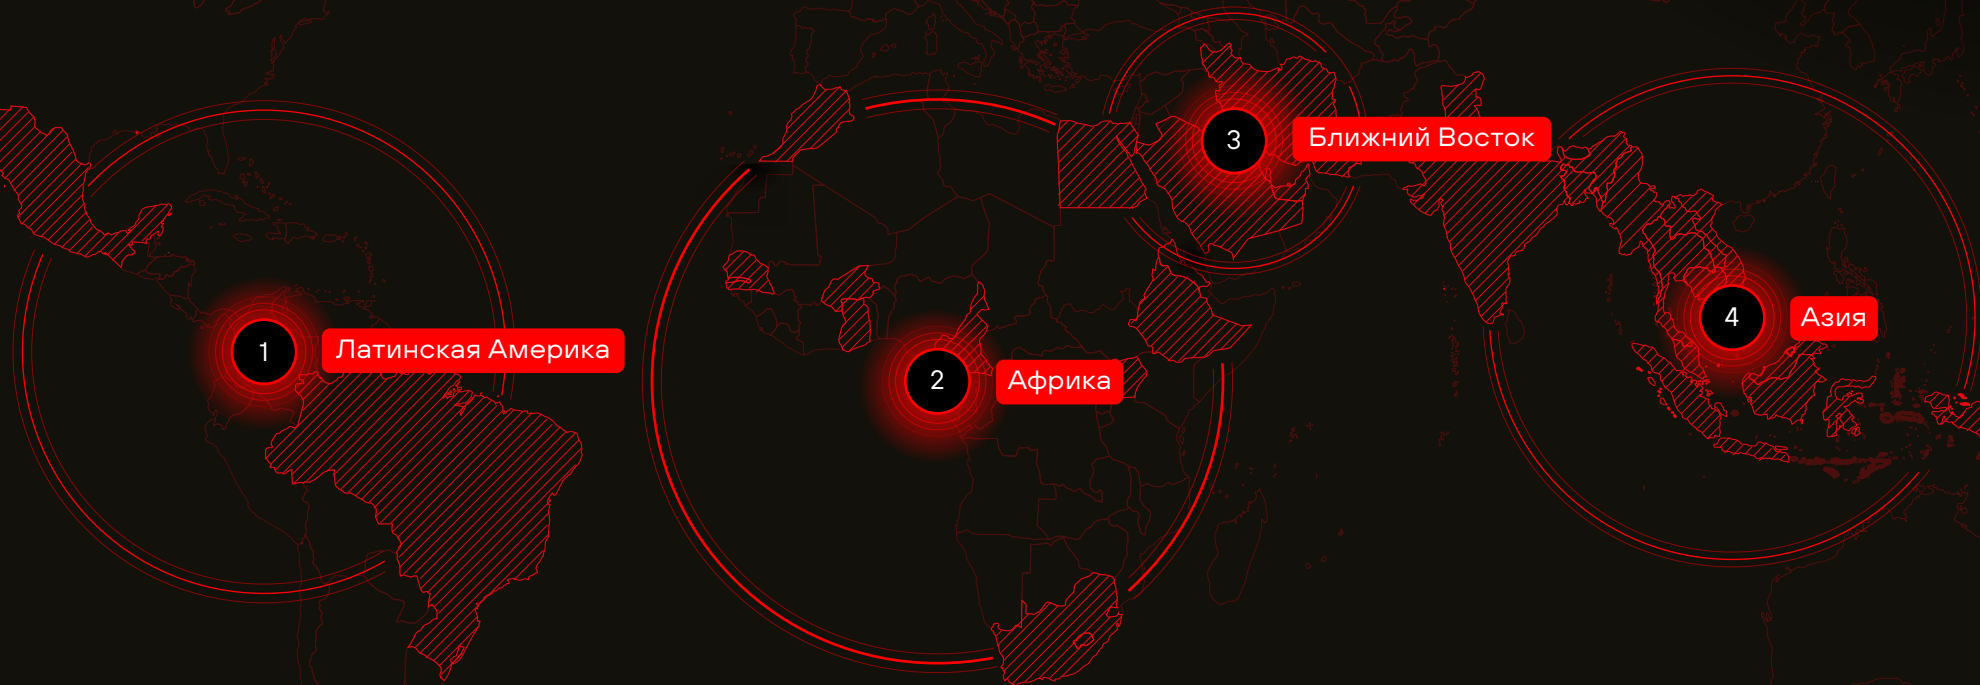 1
Латинская Америка
2
Африка
3
Ближний Восток
4
Азия